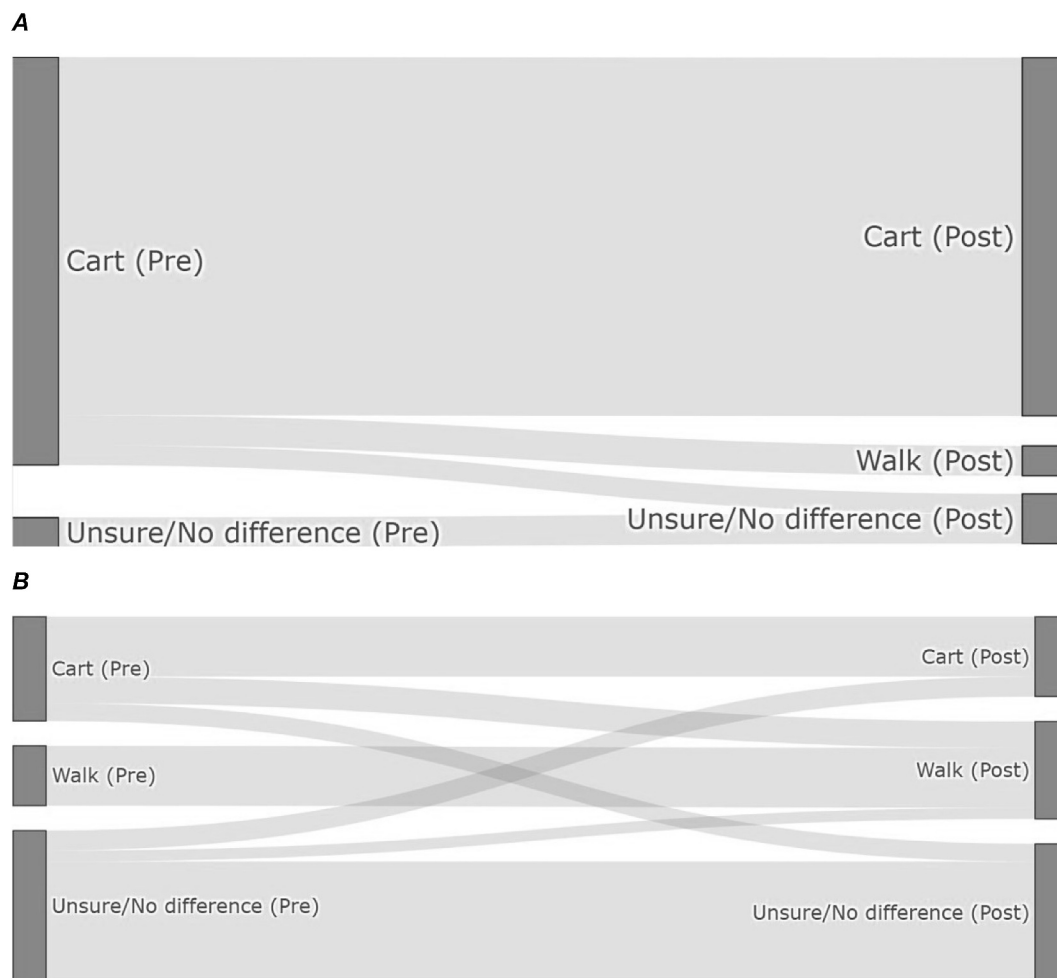 A
Cart (Pre)
Cart (Post)
Walk (Post)
Unsure/No difference (Pre)
Unsure/No difference (Post)
B
Cart (Pre)
Cart (Post)
Walk (Pre)
Walk (Post)
Unsure/No difference (Pre)
Unsure/No difference (Post)